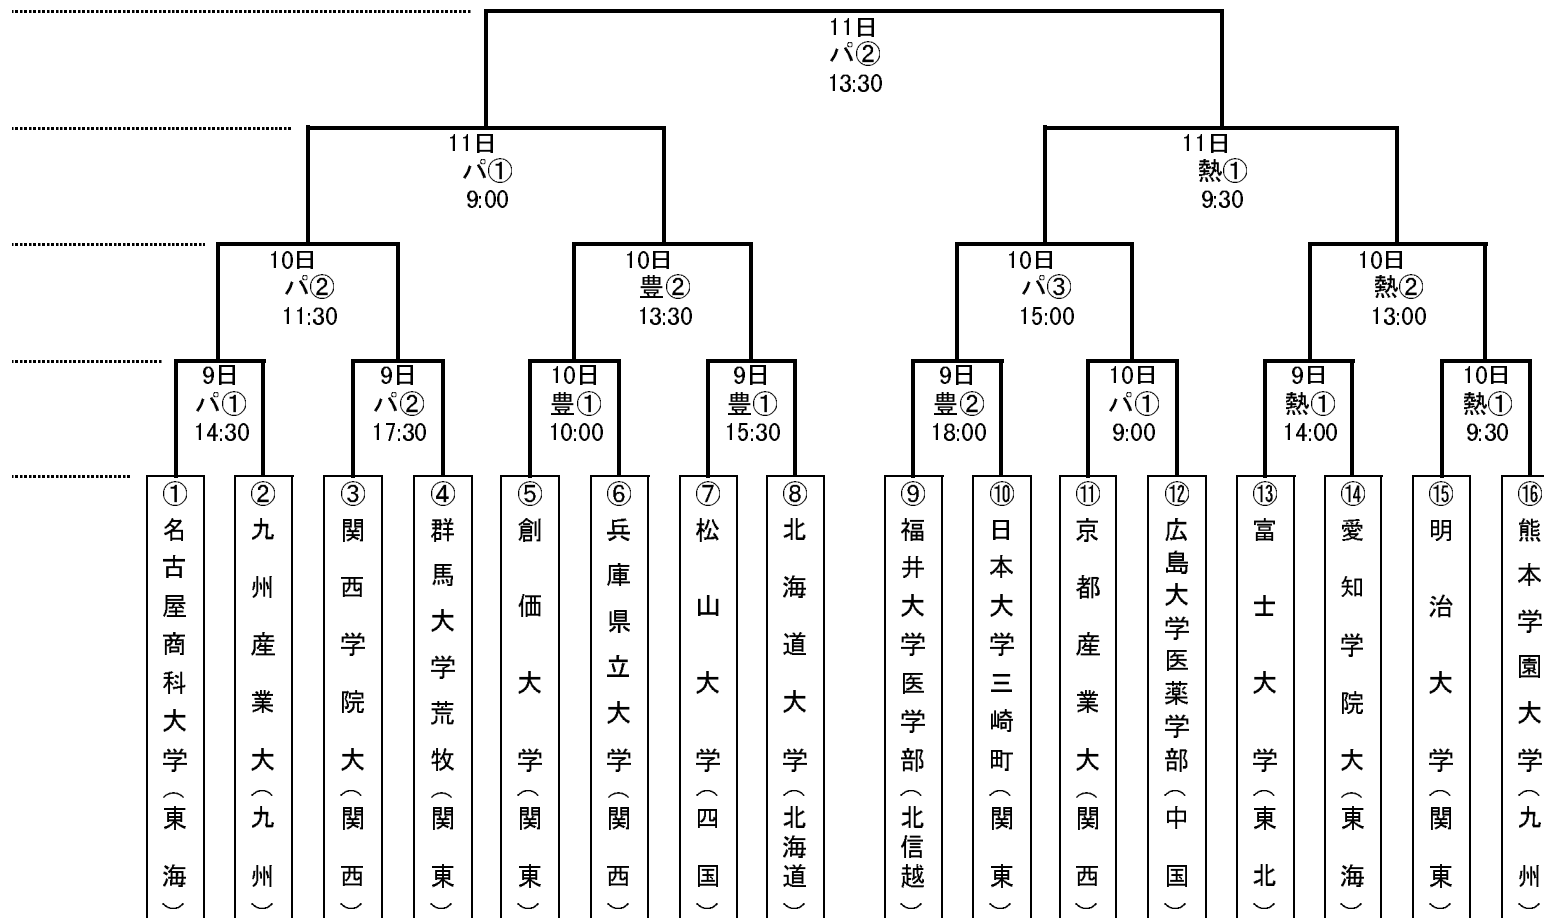 11日
パ②
13:30
11日
パ①
9:00
11日
熱①
9:30
10日
パ②
11:30
10日
豊②
13:30
10日
パ③
15:00
10日
熱②
13:00
9日
パ①
14:30
9日
パ②
17:30
10日
豊①
10:00
9日
豊①
15:30
9日
豊②
18:00
10日
パ①
9:00
9日
熱①
14:00
10日
熱①
9:30
①名古屋商科大学(東海)
②九州産業大(九州)
③関西学院大(関西)
④群馬大学荒牧(関東)
⑤創価大学(関東)
⑥兵庫県立大学(関西)
⑦松山大学(四国)
⑧北海道大学(北海道)
⑨福井大学医学部(北信越)
⑩日本大学三崎町(関東)
⑪京都産業大(関西)
⑫広島大学医薬学部(中国)
⑬富士大学(東北)
⑭愛知学院大(東海)
⑮明治大学(関東)
⑯熊本学園大学(九州)